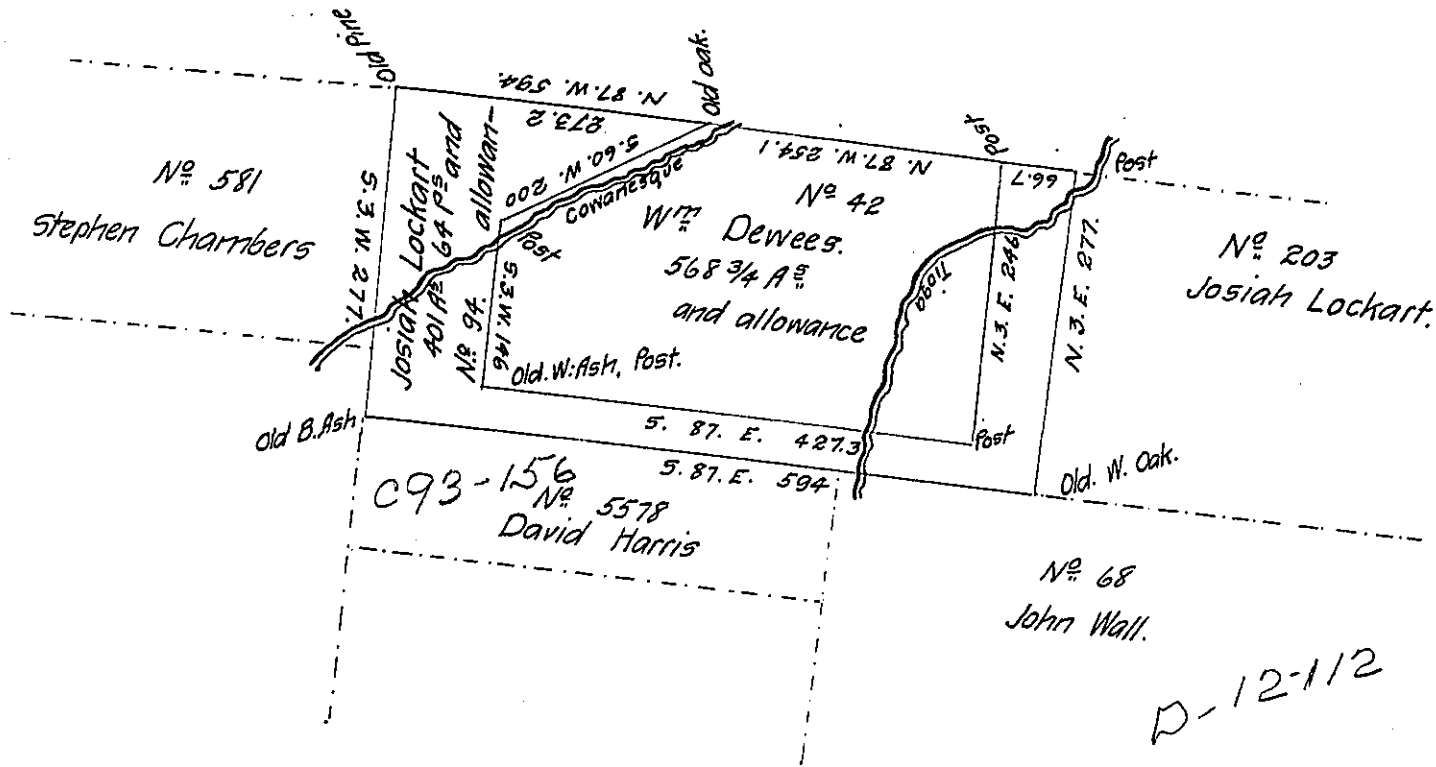 Old Pine
N. 87. W. 594.
Old oak.
273.2
S. 60. W. 200
Cowanesque
N. 87. W. 254.1
Post
66.7
Post
Nº 581
Stephen Chambers
S. 3. W. 277.
Josiah Lockart
401 Aˢ 64 Pˢ and
allowan-
Nº 94.
Post
S. 3. W. 146
Old. W: Ash, Post.
Nº 42
Wᵐ Dewees.
568 3/4 Aˢ
and allowance
Tioga
N. 3. E. 246
N. 3. E. 277.
Nº 203
Josiah Lockart.
Old B. Ash
S. 87. E. 427.3
Post
S. 87. E. 594
Old. W. Oak.
C93-156
Nº 5578
David Harris
Nº 68
John Wall.
D-12-112